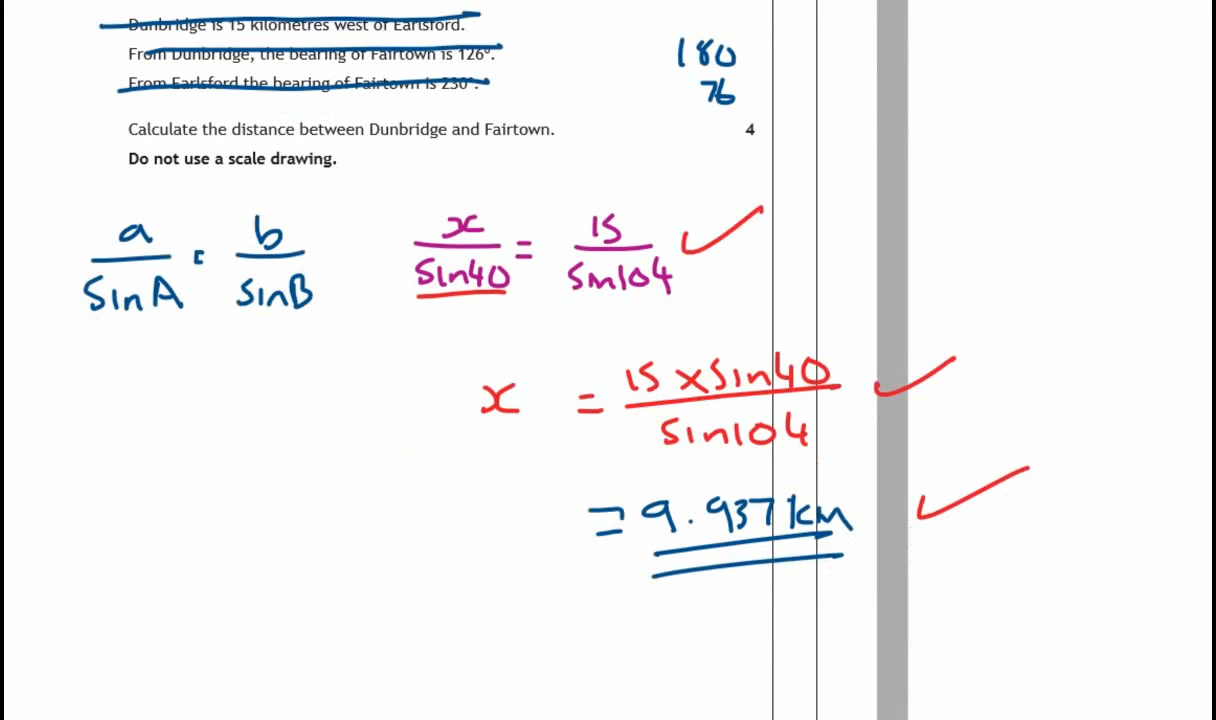 Dunbridge is 15 kilometres west of Earlsford.
From Dunbridge, the bearing of Fairtown is 126°.
From Earlsford the bearing of Fairtown is 230°.
180
76
Calculate the distance between Dunbridge and Fairtown. 4
Do not use a scale drawing.
a/SinA = b/sinB
x/sin40 = 15/sin104
x = 15 x sin40/sin104
= 9.937 km